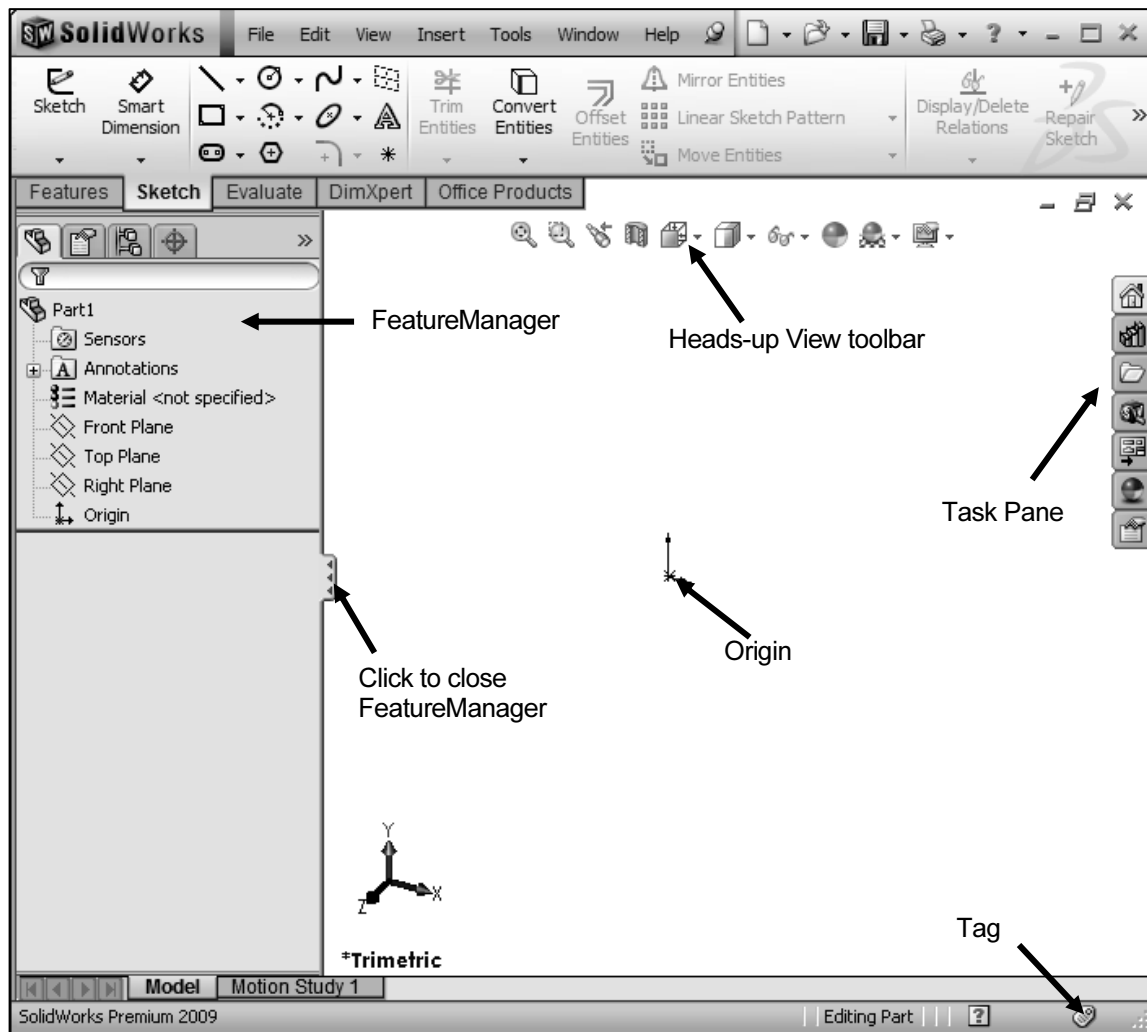 SolidWorks File Edit View Insert Tools Window Help
Sketch
Smart Dimension
Trim Entities
Convert Entities
Offset Entities
Mirror Entities
Linear Sketch Pattern
Move Entities
Display/Delete Relations
Repair Sketch
Features Sketch Evaluate DimXpert Office Products
Part1
Sensors
Annotations
Material <not specified>
Front Plane
Top Plane
Right Plane
Origin
FeatureManager
Heads-up View toolbar
Task Pane
Origin
Click to close
FeatureManager
Y
X
Z
*Trimetric
Tag
Model Motion Study 1
SolidWorks Premium 2009 Editing Part